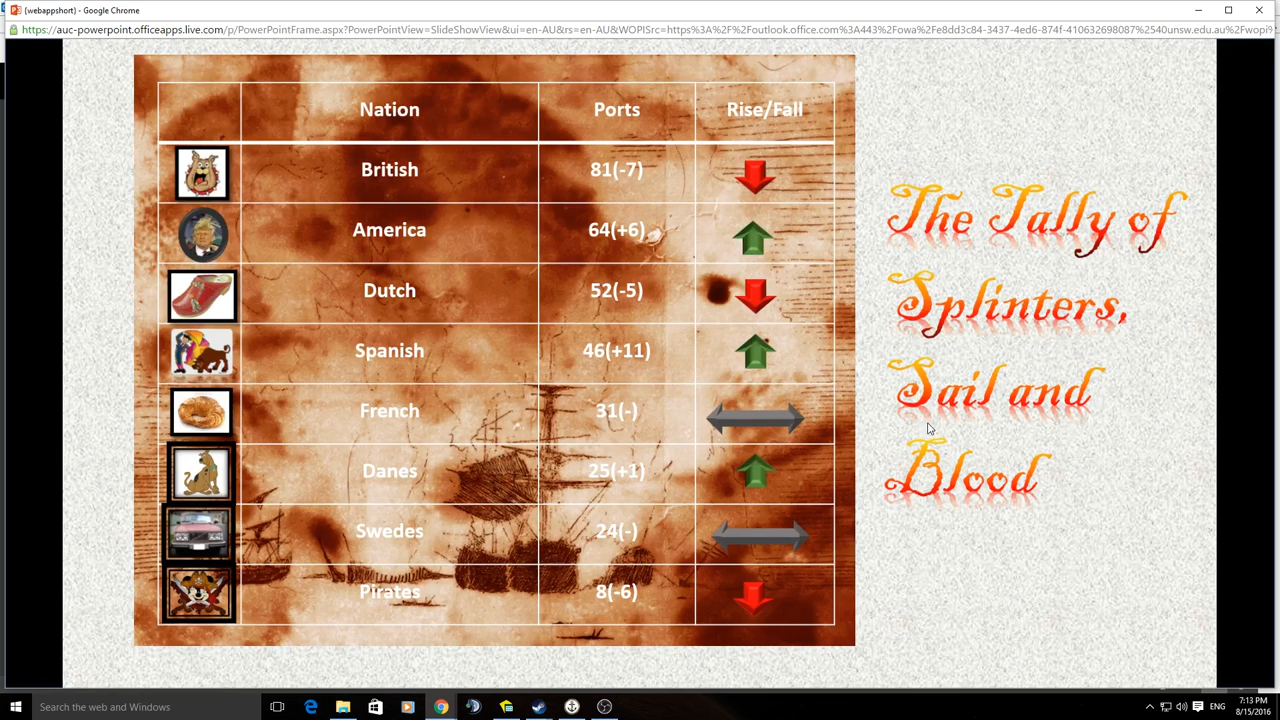 (webappshort) - Google Chrome
https://auc-powerpoint.officeapps.live.com/p/PowerPointFrame.aspx?PowerPointView=SlideShowView&ui=en-AU&rs=en-AU&WOPISrc=https%3A%2F%2Foutlook.office.com%3A443%2Fowa%2Fe8dd3c84-3437-4ed6-874f-410632698087%2540unsw.edu.au%2Fwopi%
Nation Ports Rise/Fall
British 81(-7)
America 64(+6)
Dutch 52(-5)
Spanish 46(+11)
French 31(-)
Danes 25(+1)
Swedes 24(-)
Pirates 8(-6)
The Tally of
Splinters,
Sail and
Blood
Search the web and Windows
ENG
7:13 PM
8/15/2016